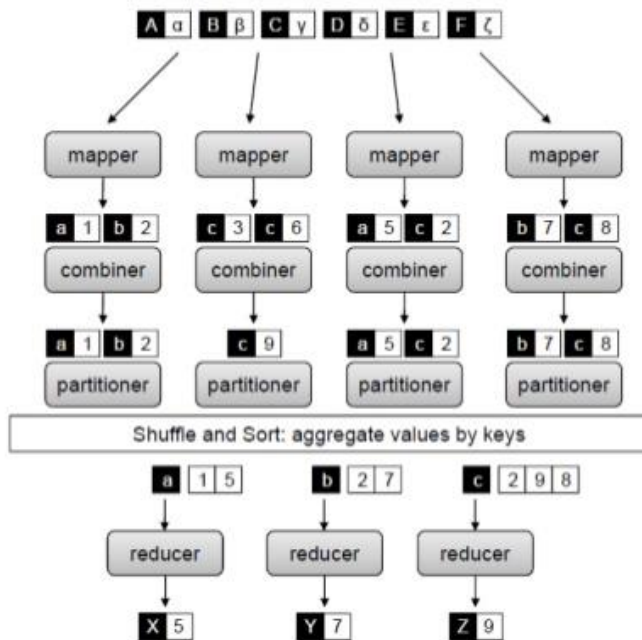 A α B β C γ D δ E ε F ζ
mapper mapper mapper mapper
a 1 b 2 c 3 c 6 a 5 c 2 b 7 c 8
combiner combiner combiner combiner
a 1 b 2 c 9 a 5 c 2 b 7 c 8
partitioner partitioner partitioner partitioner
Shuffle and Sort: aggregate values by keys
a 1 5 b 2 7 c 2 9 8
reducer reducer reducer
X 5 Y 7 Z 9